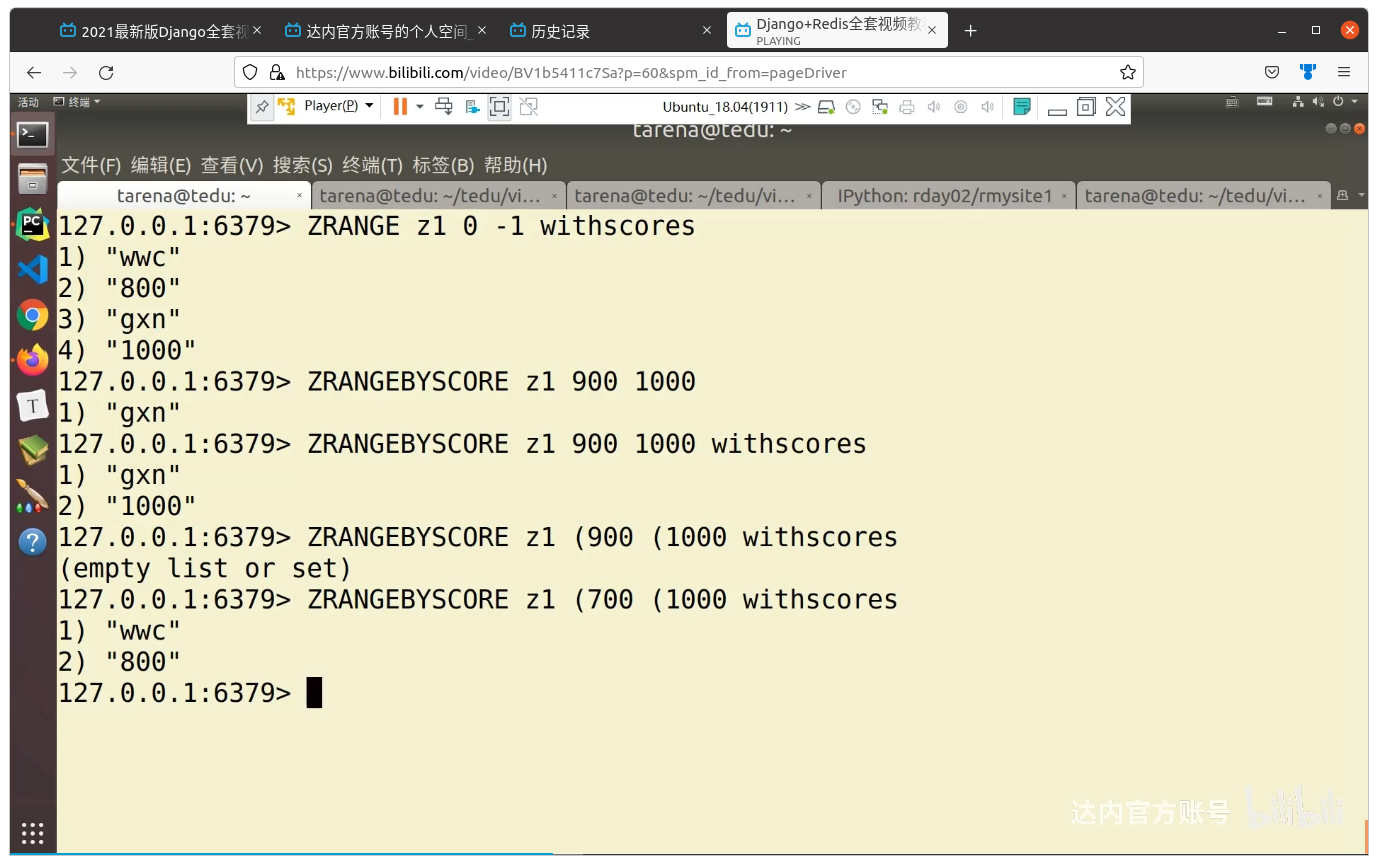 2021最新版Django全套视
达内官方账号的个人空间_
历史记录
Django+Redis全套视频教
PLAYING
https://www.bilibili.com/video/BV1b5411c7Sa?p=60&spm_id_from=pageDriver
活动 终端
Player(P)
Ubuntu_18.04(1911)
tarena@tedu: ~
文件(F) 编辑(E) 查看(V) 搜索(S) 终端(T) 标签(B) 帮助(H)
tarena@tedu: ~
tarena@tedu: ~/tedu/vi...
tarena@tedu: ~/tedu/vi...
IPython: rday02/rmysite1
tarena@tedu: ~/tedu/vi...
127.0.0.1:6379> ZRANGE z1 0 -1 withscores
1) "wwc"
2) "800"
3) "gxn"
4) "1000"
127.0.0.1:6379> ZRANGEBYSCORE z1 900 1000
1) "gxn"
127.0.0.1:6379> ZRANGEBYSCORE z1 900 1000 withscores
1) "gxn"
2) "1000"
127.0.0.1:6379> ZRANGEBYSCORE z1 (900 (1000 withscores
(empty list or set)
127.0.0.1:6379> ZRANGEBYSCORE z1 (700 (1000 withscores
1) "wwc"
2) "800"
127.0.0.1:6379>
达内官方账号 bilibili